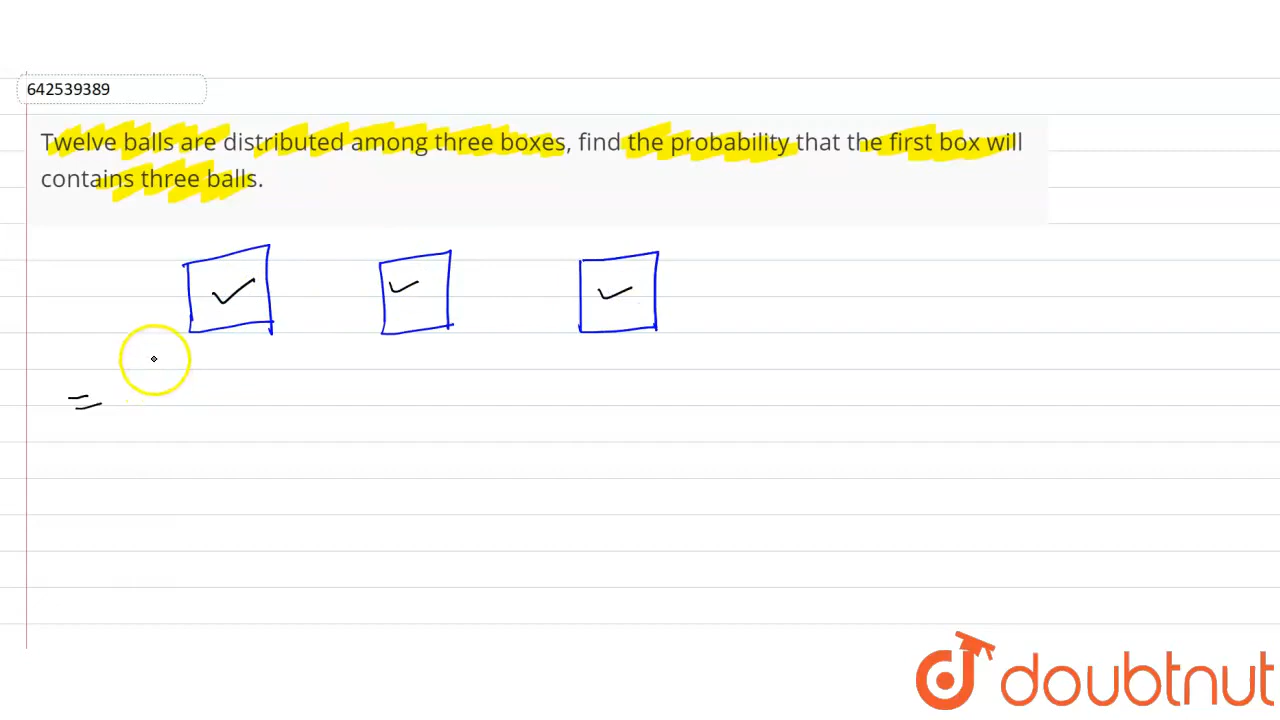 642539389
Twelve balls are distributed among three boxes, find the probability that the first box will
contains three balls.
=
doubtnut